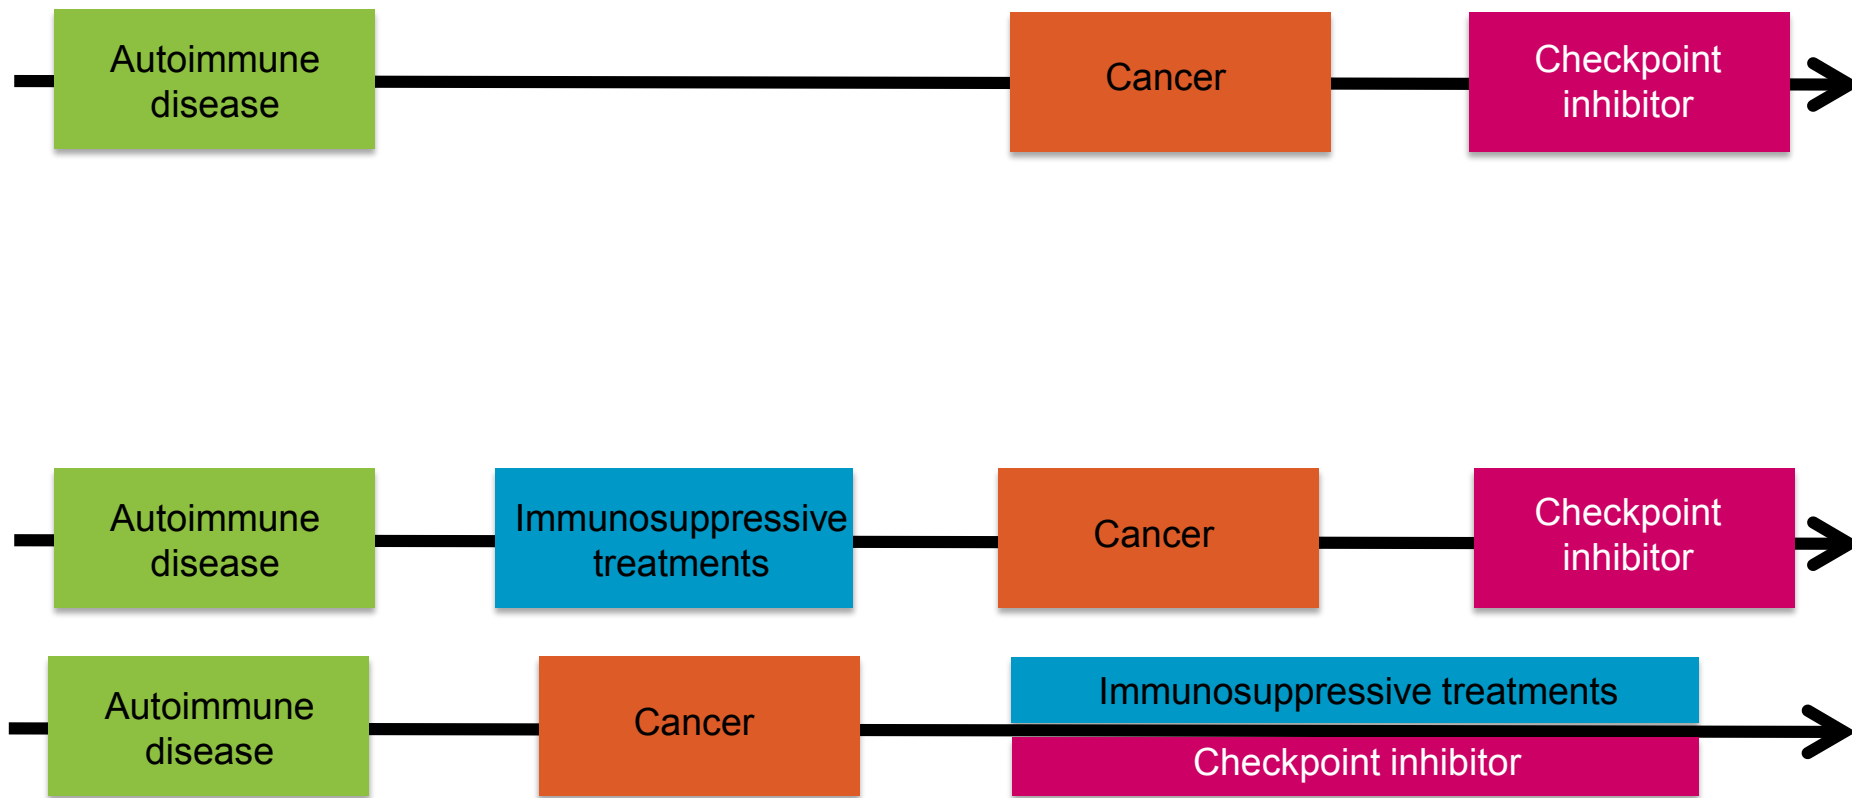 Autoimmune
disease
Cancer
Checkpoint
inhibitor
Autoimmune
disease
Immunosuppressive
treatments
Cancer
Checkpoint
inhibitor
Autoimmune
disease
Cancer
Immunosuppressive treatments
Checkpoint inhibitor